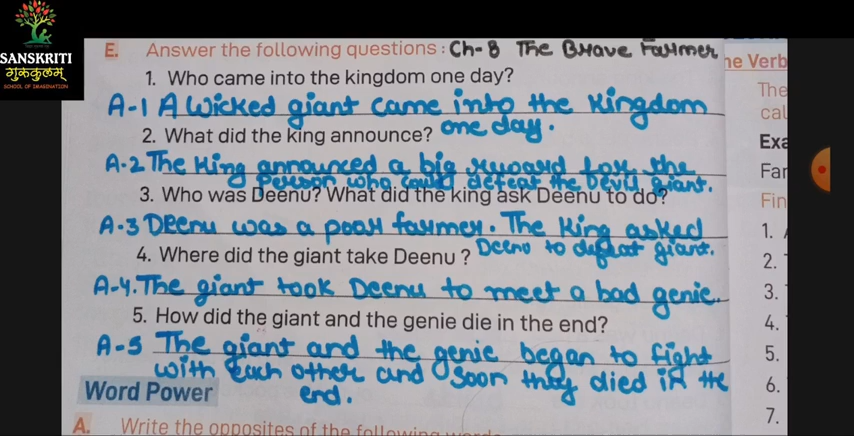 SANSKRITI
गुरुकुलम्
SCHOOL OF IMAGINATION
E. Answer the following questions : Ch-8 The Brave Farmer
1. Who came into the kingdom one day?
A-1 A wicked giant came into the kingdom
one day.
2. What did the king announce?
A-2 The King announced a big reward for the
person who could defeat the Devil giant.
3. Who was Deenu? What did the king ask Deenu to do?
A-3 Deenu was a poor farmer. The King asked
Deenu to defeat giant.
4. Where did the giant take Deenu ?
A-4. The giant took Deenu to meet a bad genie.
5. How did the giant and the genie die in the end?
A-5 The giant and the genie began to fight
with each other and soon they died in the
end.
Word Power
A. Write the opposites of the following words
he Verb
The
cal
Exa
Far
Fin
1.
2.
3.
4.
5.
6.
7.